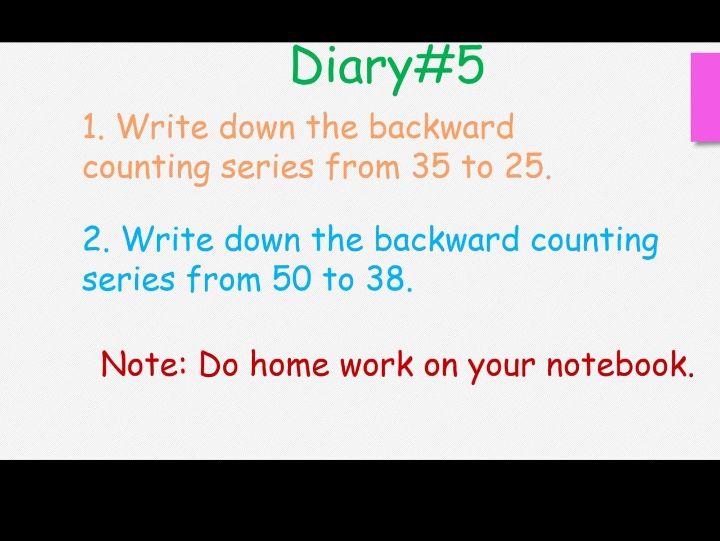 Diary#5
1. Write down the backward
counting series from 35 to 25.
2. Write down the backward counting
series from 50 to 38.
Note: Do home work on your notebook.